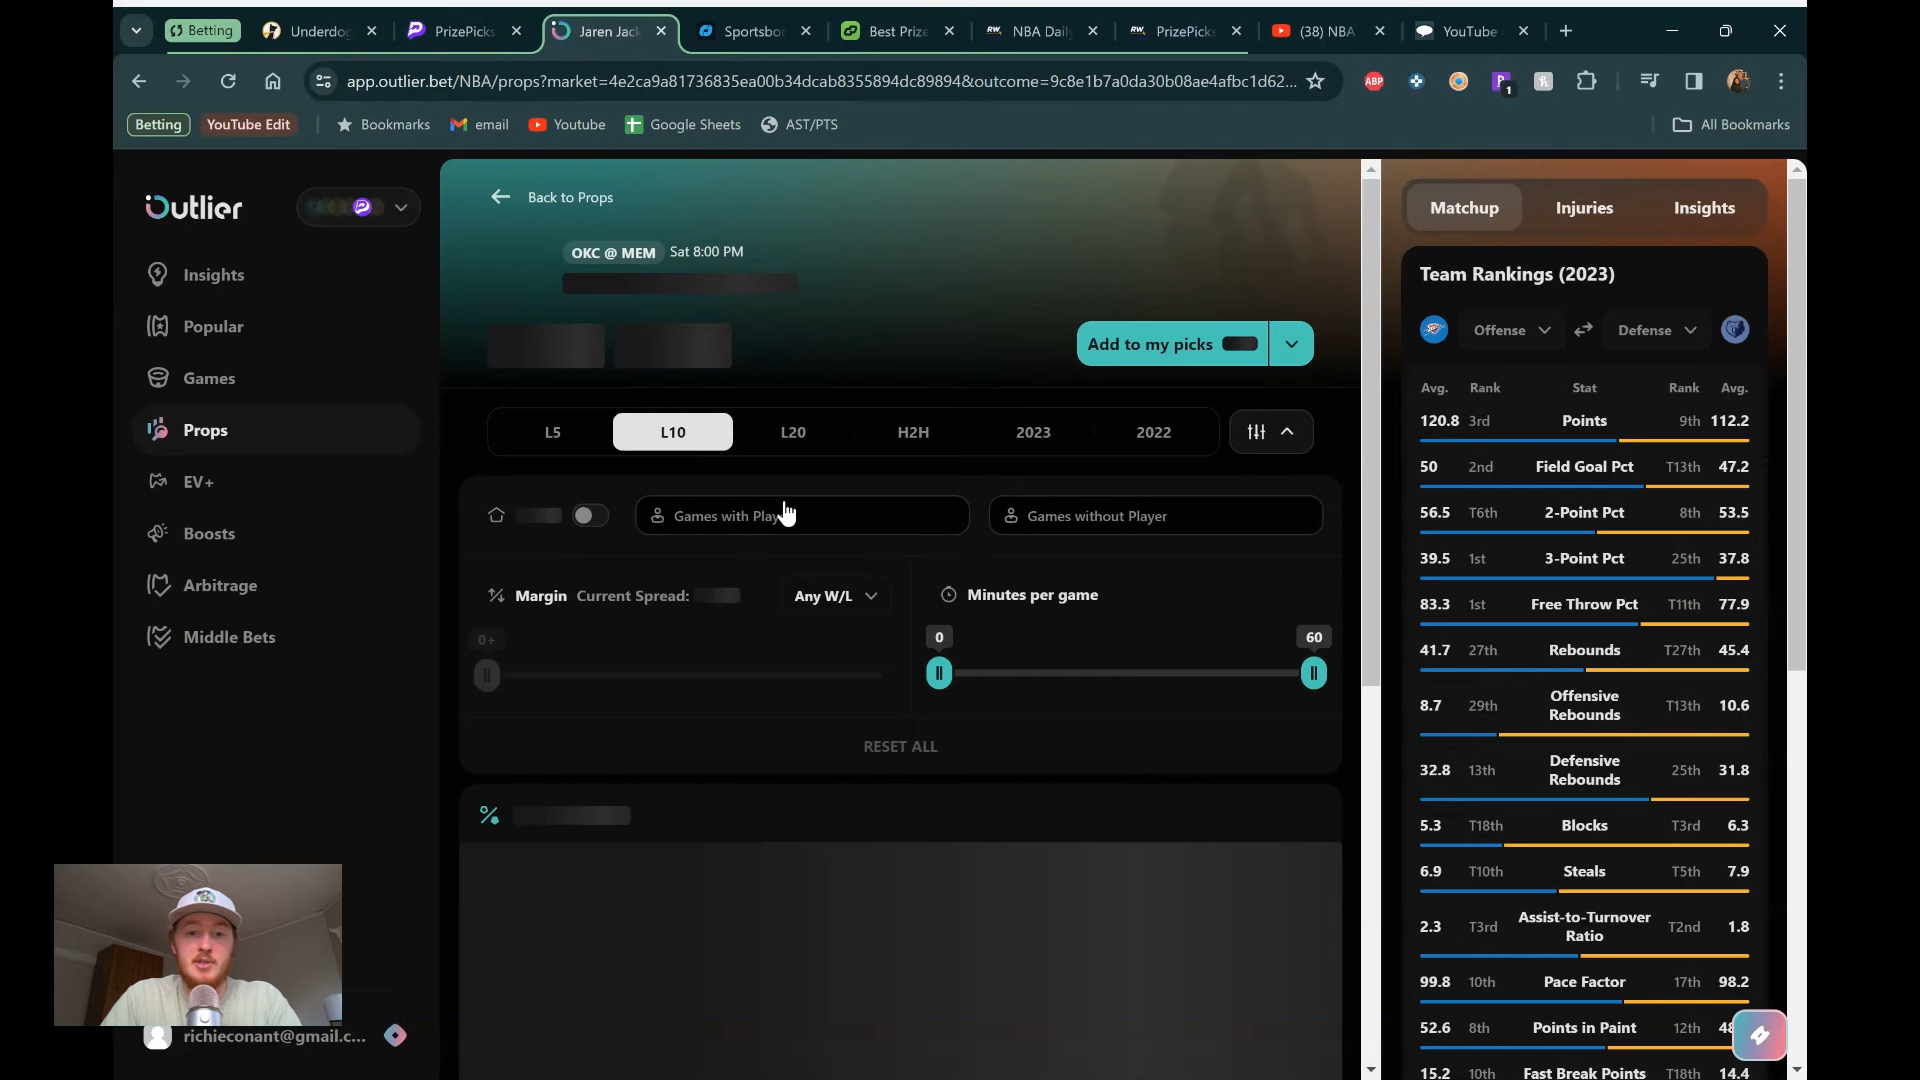 Betting
Underdog
PrizePicks
Jaren Jack
Sportsboo
Best Prize
NBA Daily
PrizePicks
(38) NBA
YouTube
app.outlier.bet/NBA/props?market=4e2ca9a81736835ea00b34dcab8355894dc89894&outcome=9c8e1b7a0da30b08ae4afbc1d62...
ABP
1
Betting
YouTube Edit
Bookmarks
email
Youtube
Google Sheets
AST/PTS
All Bookmarks
Outlier
Insights
Popular
Games
Props
EV+
Boosts
Arbitrage
Middle Bets
richieconant@gmail.c...
Back to Props
OKC @ MEM Sat 8:00 PM
Add to my picks
L5 L10 L20 H2H 2023 2022
Games with Play
Games without Player
Margin Current Spread:
Any W/L
Minutes per game
0+
0
60
RESET ALL
Matchup Injuries Insights
Team Rankings (2023)
Offense Defense
Avg. Rank Stat Rank Avg.
120.8 3rd Points 9th 112.2
50 2nd Field Goal Pct T13th 47.2
56.5 T6th 2-Point Pct 8th 53.5
39.5 1st 3-Point Pct 25th 37.8
83.3 1st Free Throw Pct T11th 77.9
41.7 27th Rebounds T27th 45.4
8.7 29th Offensive Rebounds T13th 10.6
32.8 13th Defensive Rebounds 25th 31.8
5.3 T18th Blocks T3rd 6.3
6.9 T10th Steals T5th 7.9
2.3 T3rd Assist-to-Turnover Ratio T2nd 1.8
99.8 10th Pace Factor 17th 98.2
52.6 8th Points in Paint 12th
15.2 10th Fast Break Points T18th 14.4